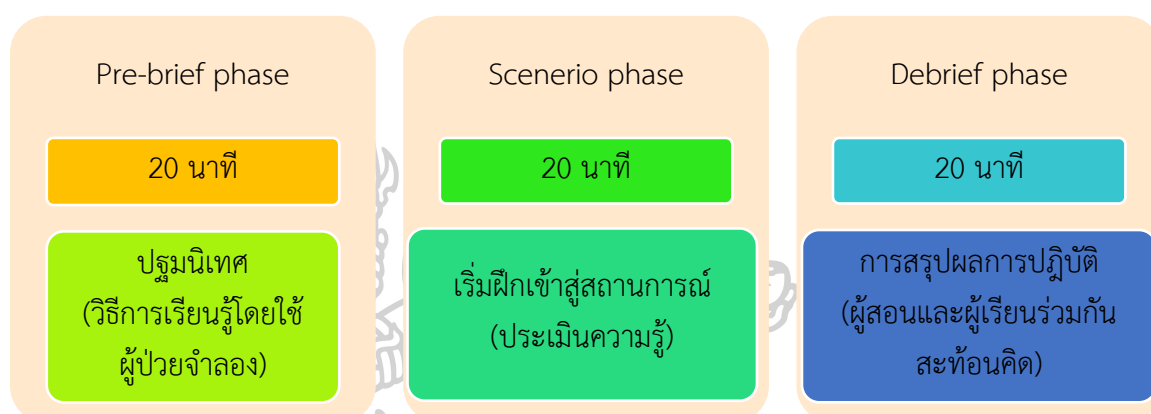 Pre-brief phase
20 นาที
ปฐมนิเทศ
(วิธีการเรียนรู้โดยใช้
ผู้ป่วยจำลอง)
Scenerio phase
20 นาที
เริ่มฝึกเข้าสู่สถานการณ์
(ประเมินความรู้)
Debrief phase
20 นาที
การสรุปผลการปฎิบัติ
(ผู้สอนและผู้เรียนร่วมกัน
สะท้อนคิด)